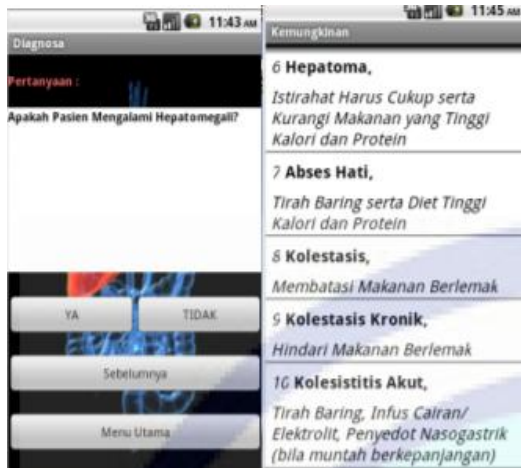 11:43 AM
Diagnosa
Pertanyaan :
Apakah Pasien Mengalami Hepatomegali?
YA
TIDAK
Sebelumnya
Menu Utama
11:45 AM
Kemungkinan
6 Hepatoma,
Istirahat Harus Cukup serta
Kurangi Makanan yang Tinggi
Kalori dan Protein
7 Abses Hati,
Tirah Baring serta Diet Tinggi
Kalori dan Protein
8 Kolestasis,
Membatasi Makanan Berlemak
9 Kolestasis Kronik,
Hindari Makanan Berlemak
10 Kolesistitis Akut,
Tirah Baring, Infus Cairan/
Elektrolit, Penyedot Nasogastrik
(bila muntah berkepanjangan)